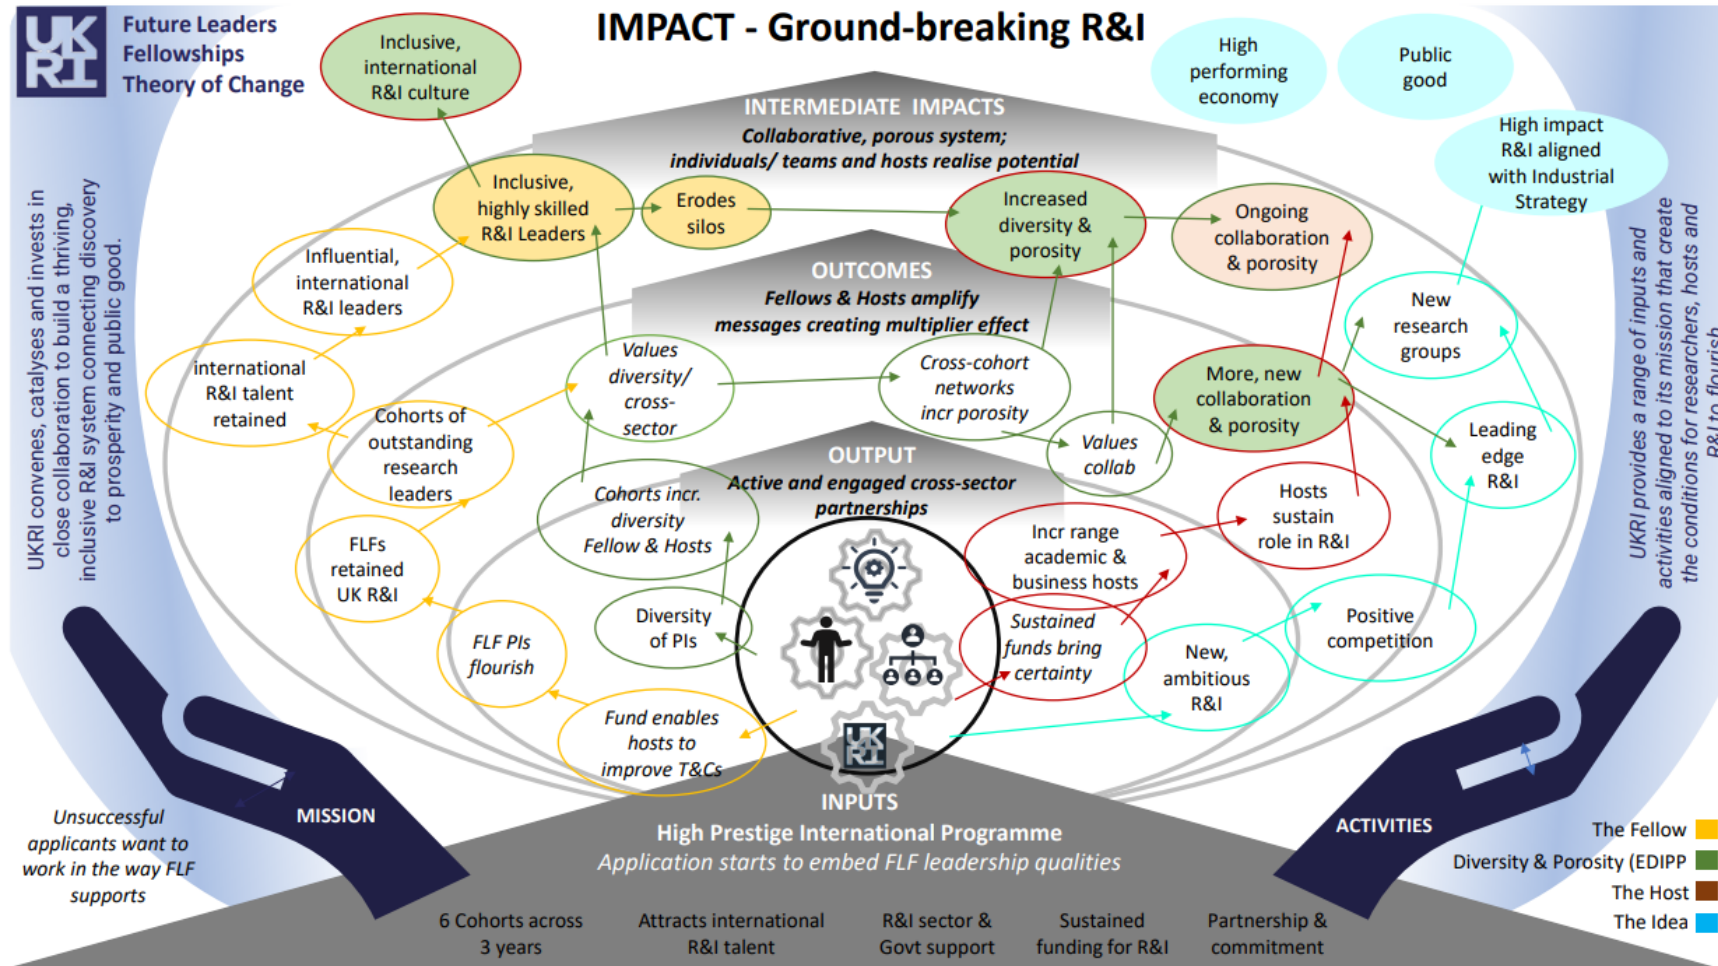 UK
RI
Future Leaders
Fellowships
Theory of Change
IMPACT - Ground-breaking R&I
Inclusive,
international
R&I culture
High
performing
economy
Public
good
High impact
R&I aligned
with Industrial
Strategy
INTERMEDIATE IMPACTS
Collaborative, porous system;
individuals/ teams and hosts realise potential
Inclusive,
highly skilled
R&I Leaders
Erodes
silos
Increased
diversity &
porosity
Ongoing
collaboration
& porosity
Influential,
international
R&I leaders
OUTCOMES
Fellows & Hosts amplify
messages creating multiplier effect
New
research
groups
international
R&I talent
retained
Values
diversity/
cross-
sector
Cross-cohort
networks
incr porosity
More, new
collaboration
& porosity
Cohorts of
outstanding
research
leaders
Values
collab
Leading
edge
R&I
OUTPUT
Active and engaged cross-sector
partnerships
Cohorts incr.
diversity
Fellow & Hosts
Hosts
sustain
role in R&I
FLFs
retained
UK R&I
Incr range
academic &
business hosts
Diversity
of PIs
Sustained
funds bring
certainty
Positive
competition
FLF PIs
flourish
New,
ambitious
R&I
Fund enables
hosts to
improve T&Cs
UK
RI
UKRI convenes, catalyses and invests in
close collaboration to build a thriving,
inclusive R&I system connecting discovery
to prosperity and public good.
UKRI provides a range of inputs and
activities aligned to its mission that create
the conditions for researchers, hosts and
R&I to flourish
MISSION
ACTIVITIES
Unsuccessful
applicants want to
work in the way FLF
supports
INPUTS
High Prestige International Programme
Application starts to embed FLF leadership qualities
6 Cohorts across
3 years
Attracts international
R&I talent
R&I sector &
Govt support
Sustained
funding for R&I
Partnership &
commitment
The Fellow
Diversity & Porosity (EDIPP
The Host
The Idea